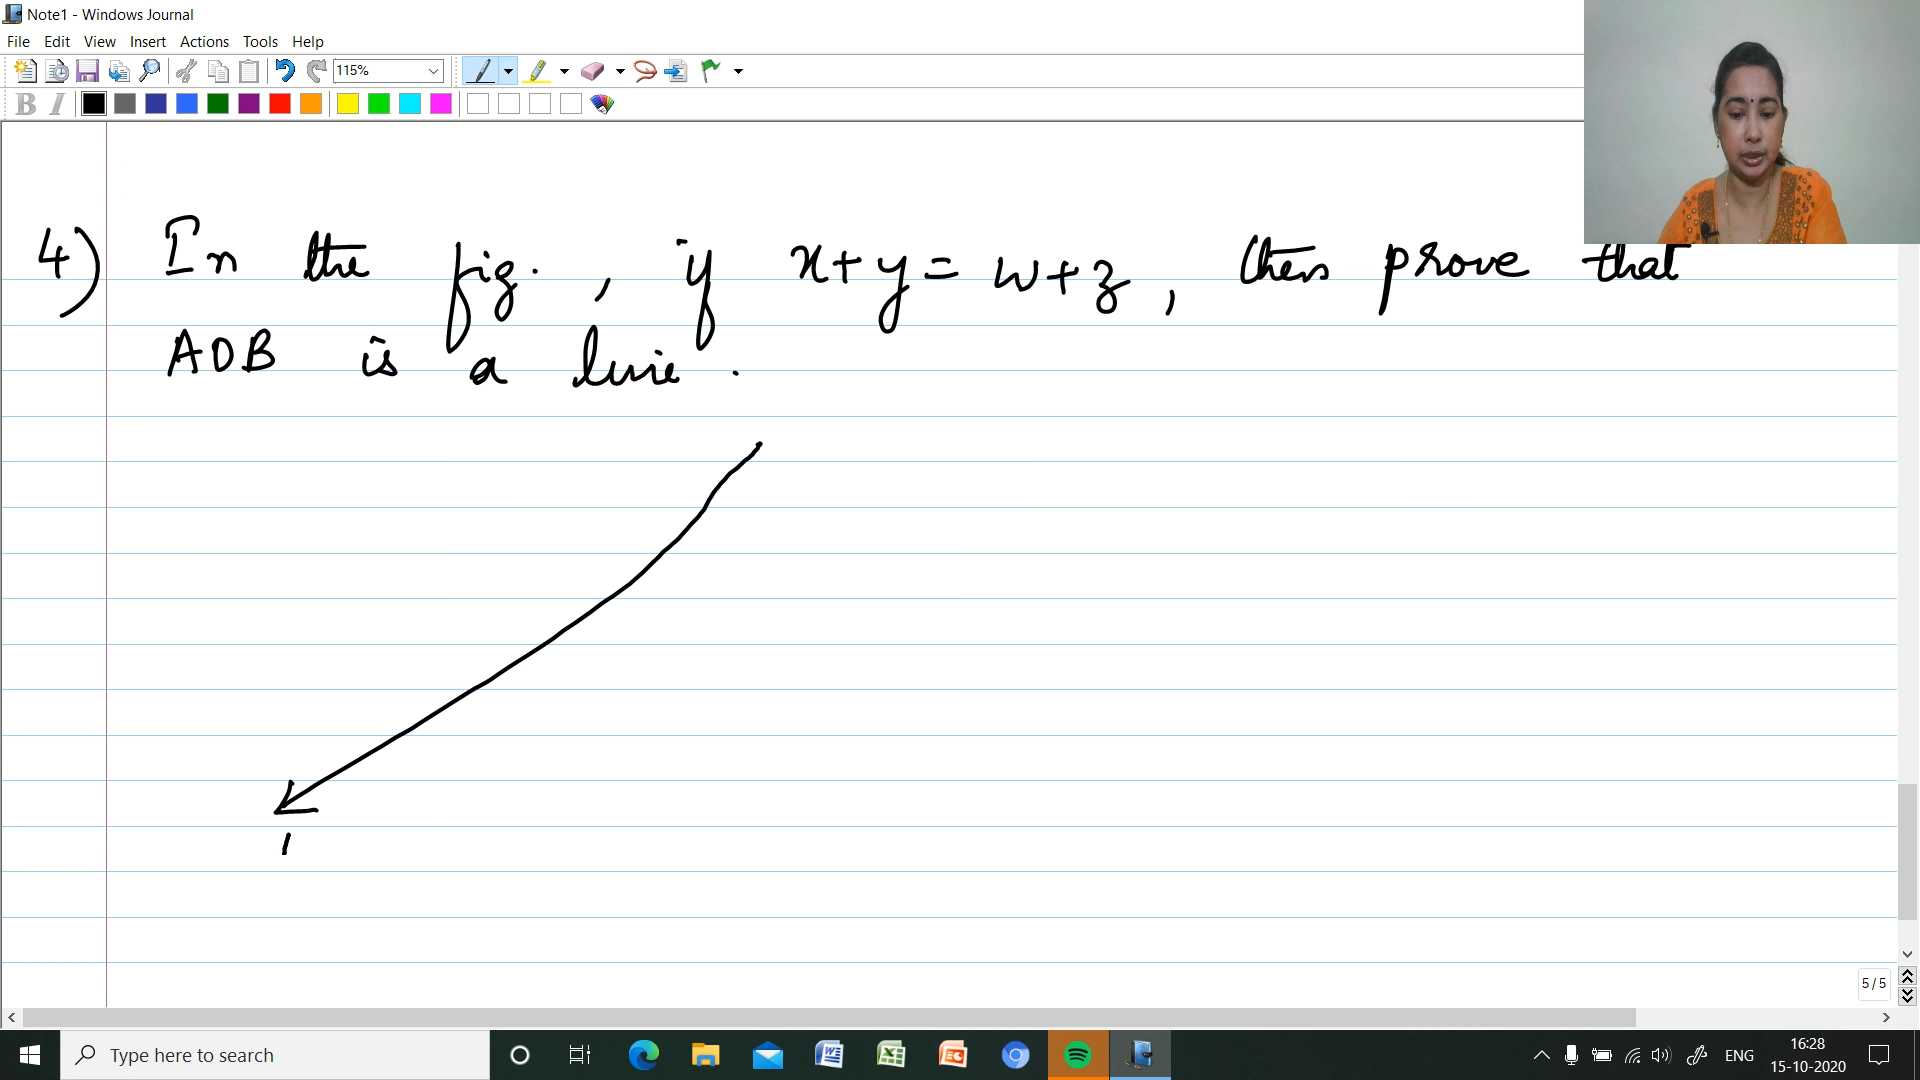 Note1 - Windows Journal
File Edit View Insert Actions Tools Help
115%
B I
4) In the fig. , if x+y = w+z , then prove that
AOB is a line .
5 / 5
Type here to search
ENG
16:28
15-10-2020